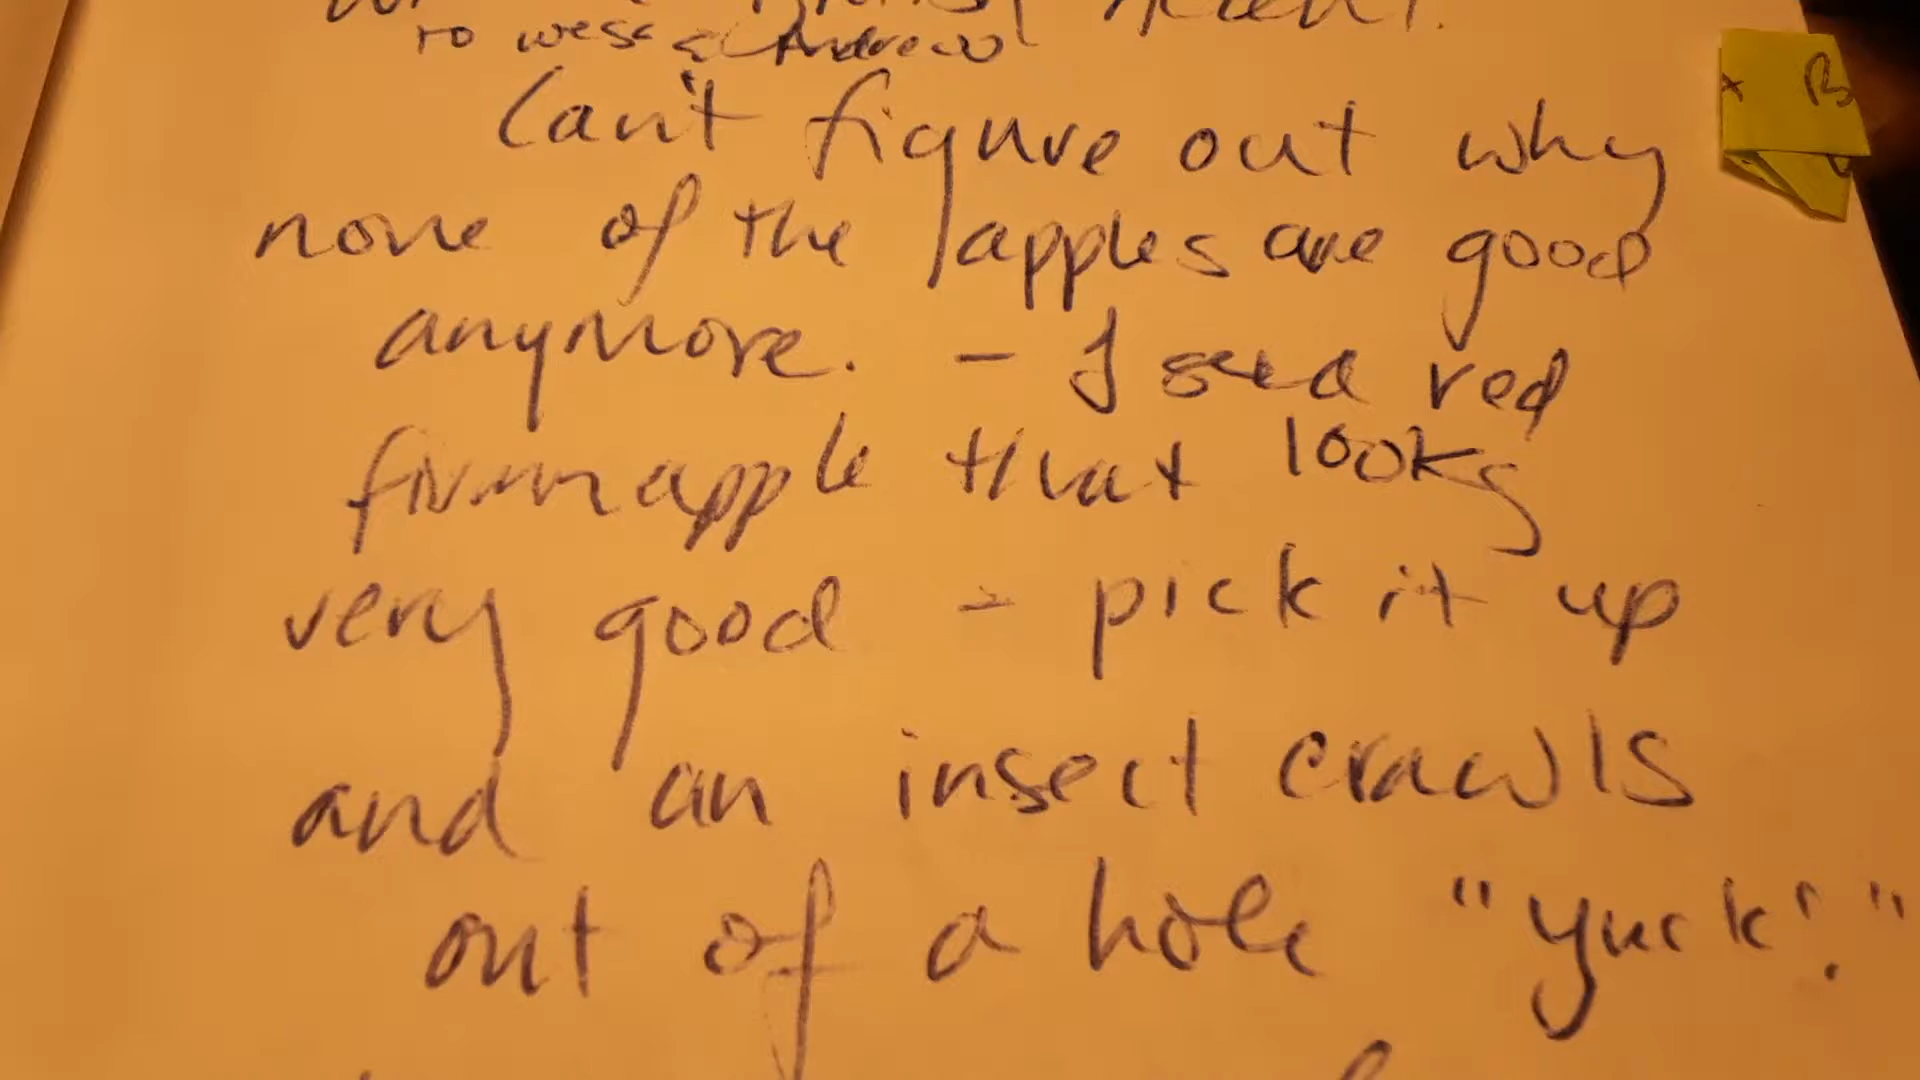 to wess & Andrew
Can't figure out why
none of the apples are good
anymore. - I see a red
firm apple that looks
very good - pick it up
and an insect crawls
out of a hole "yuck!"